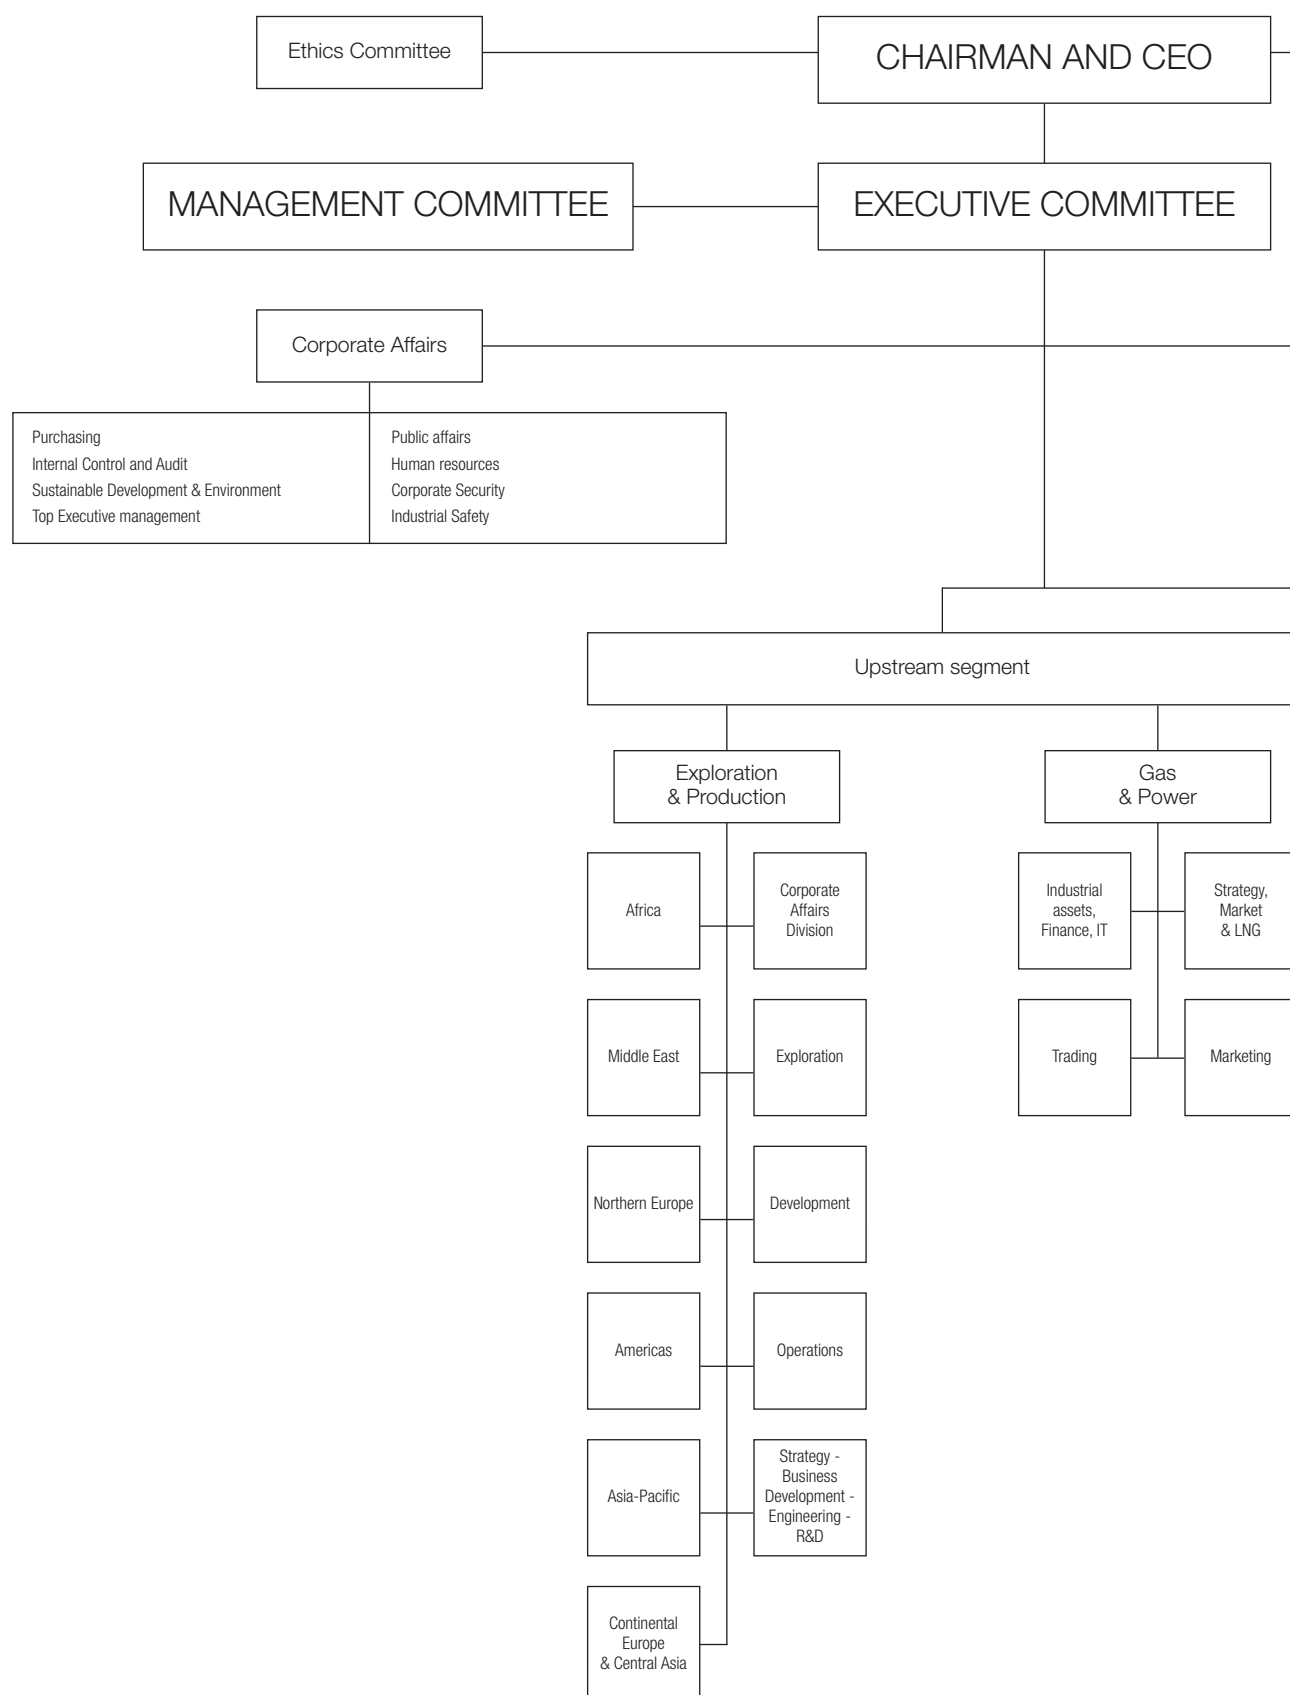 Ethics Committee
CHAIRMAN AND CEO
MANAGEMENT COMMITTEE
EXECUTIVE COMMITTEE
Corporate Affairs
Purchasing
Internal Control and Audit
Sustainable Development & Environment
Top Executive management
Public affairs
Human resources
Corporate Security
Industrial Safety
Upstream segment
Exploration
& Production
Gas
& Power
Africa
Corporate
Affairs
Division
Industrial
assets,
Finance, IT
Strategy,
Market
& LNG
Middle East
Exploration
Trading
Marketing
Northern Europe
Development
Americas
Operations
Asia-Pacific
Strategy -
Business
Development -
Engineering -
R&D
Continental
Europe
& Central Asia